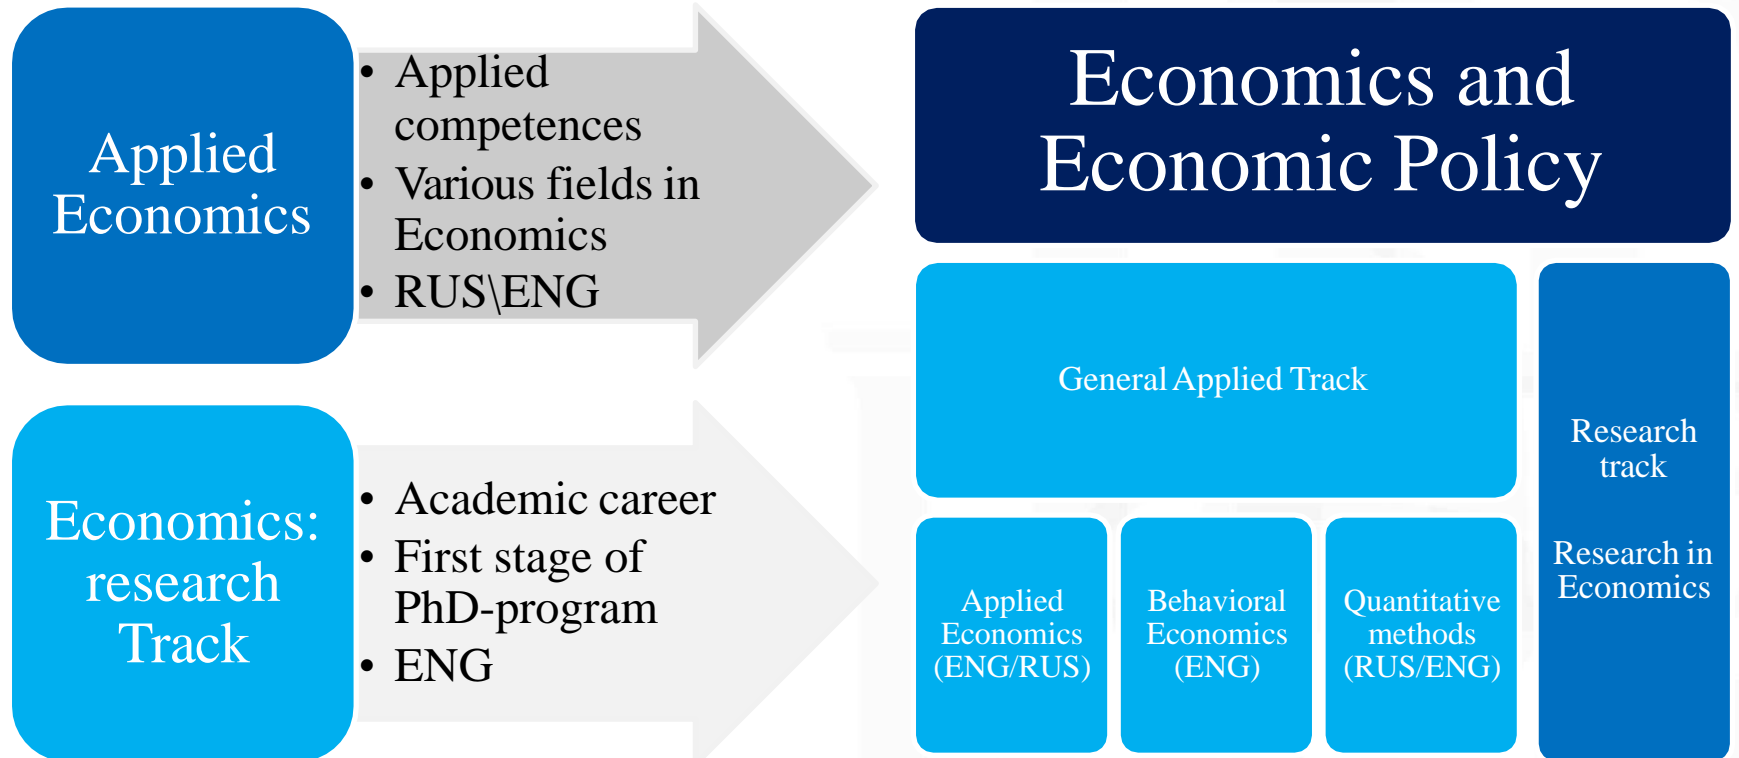 Applied
Economics
• Applied
competences
• Various fields in
Economics
• RUS\ENG
Economics:
research
Track
• Academic career
• First stage of
PhD-program
• ENG
Economics and
Economic Policy
General Applied Track
Applied
Economics
(ENG/RUS)
Behavioral
Economics
(ENG)
Quantitative
methods
(RUS/ENG)
Research
track
Research in
Economics